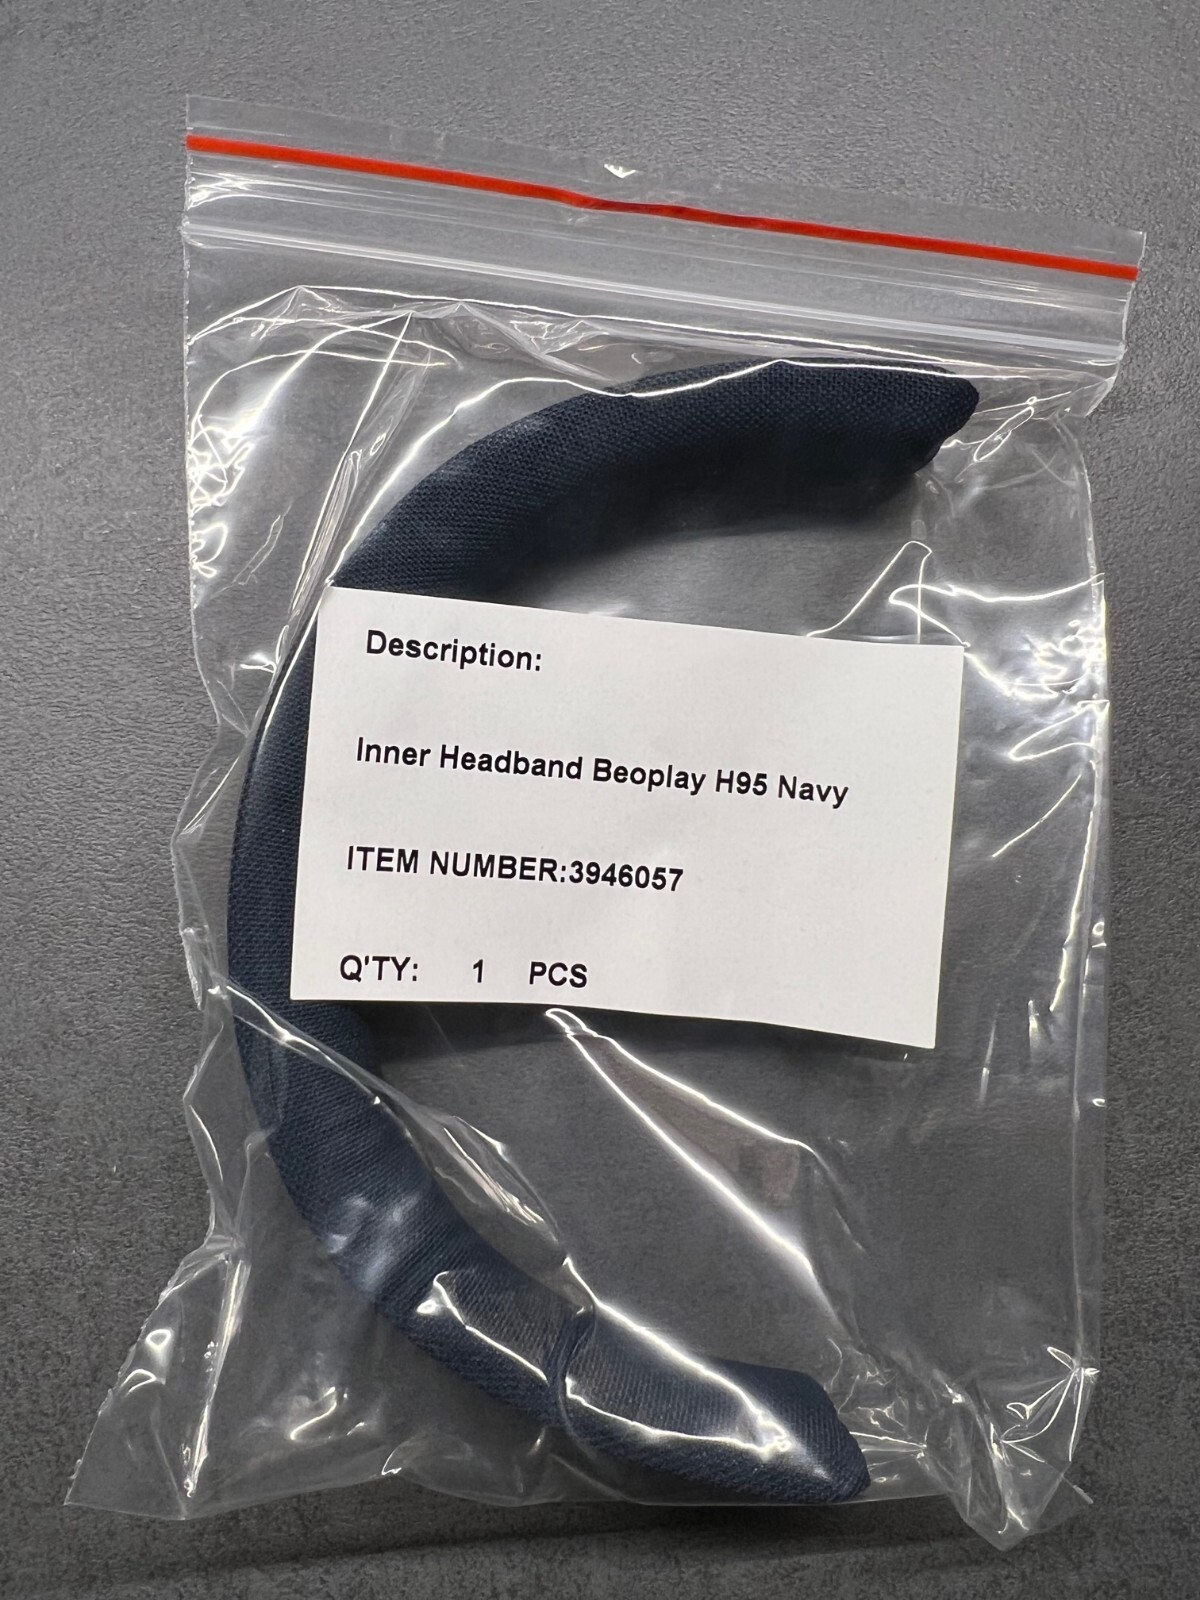 Description:
Inner Headband Beoplay H95 Navy
ITEM NUMBER:3946057
Q'TY: 1 PCS